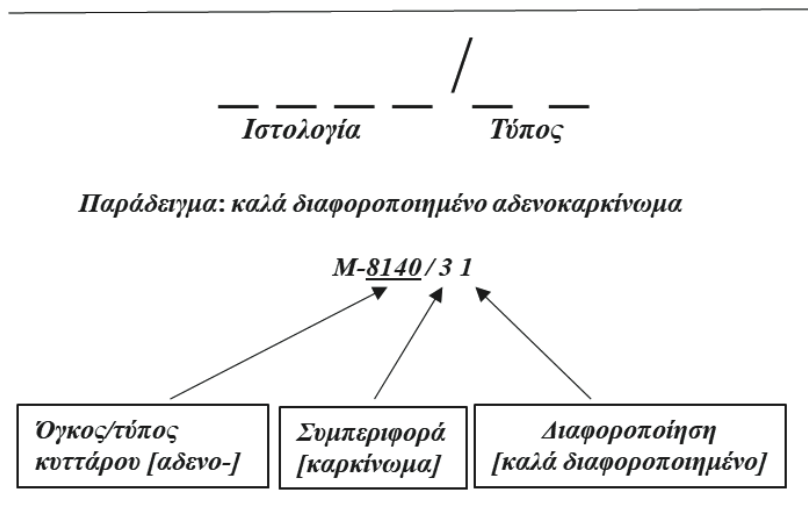 _ _ _ _ / _ _
Ιστολογία Τύπος
Παράδειγμα: καλά διαφοροποιημένο αδενοκαρκίνωμα
M-8140 / 3 1
Όγκος/τύπος
κυττάρου [αδενο-]
Συμπεριφορά
[καρκίνωμα]
Διαφοροποίηση
[καλά διαφοροποιημένο]